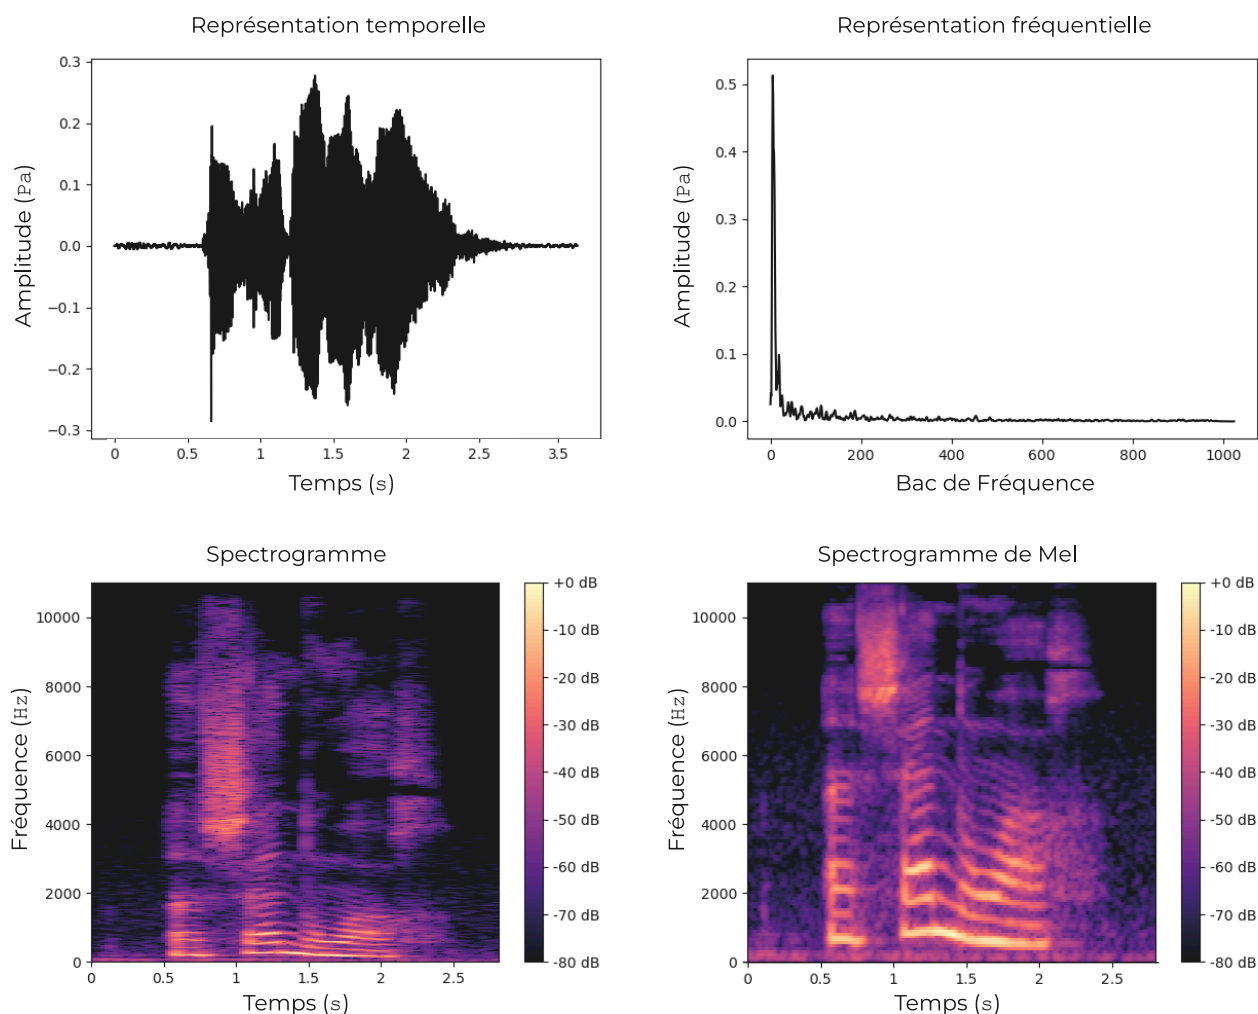 Représentation temporelle
0.3
0.2
0.1
0.0
−0.1
−0.2
−0.3
Amplitude (Pa)
0 0.5 1 1.5 2 2.5 3.5
Temps (s)
Représentation fréquentielle
0.5
0.4
0.3
0.2
0.1
0.0
Amplitude (Pa)
0 200 400 600 800 1000
Bac de Fréquence
Spectrogramme
10000
8000
6000
4000
2000
0
Fréquence (Hz)
0 0.5 1 1.5 2 2.5
Temps (s)
+0 dB
-10 dB
-20 dB
-30 dB
-40 dB
-50 dB
-60 dB
-70 dB
-80 dB
Spectrogramme de Mel
10000
8000
6000
4000
2000
0
Fréquence (Hz)
0 0.5 1 1.5 2 2.5
Temps (s)
+0 dB
-10 dB
-20 dB
-30 dB
-40 dB
-50 dB
-60 dB
-70 dB
-80 dB